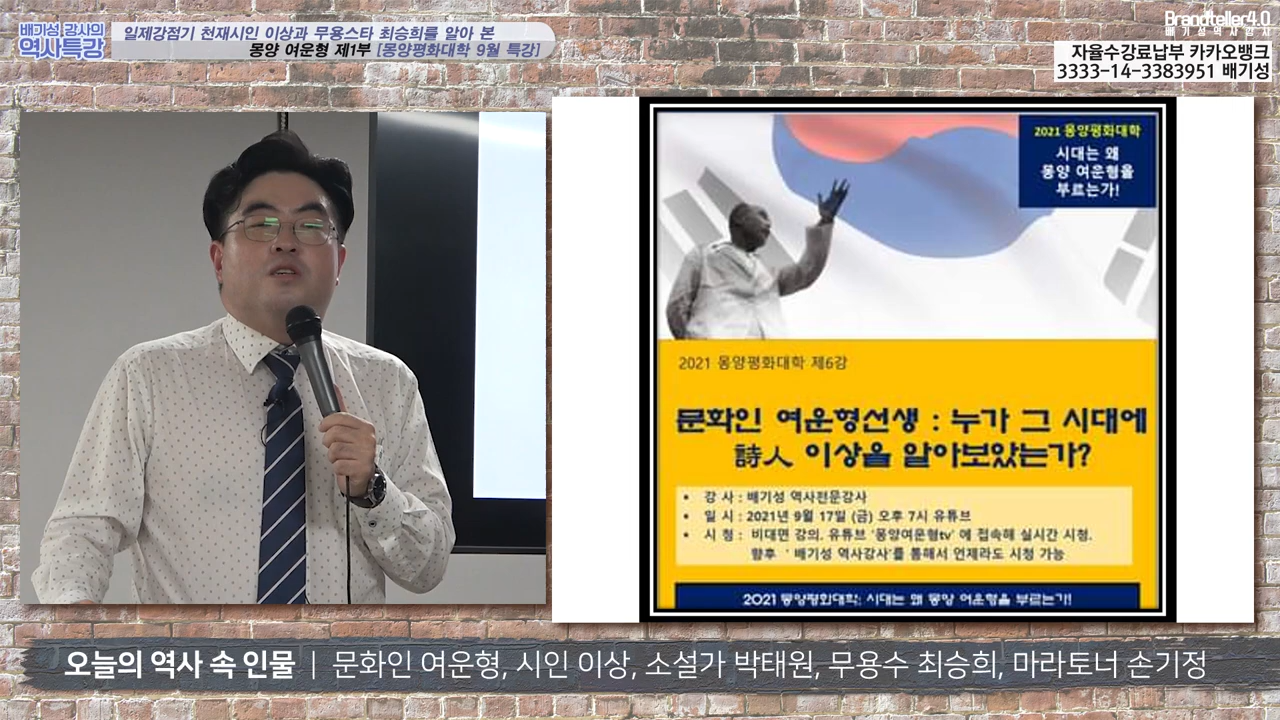 배기성 강사의
역사특강
일제강점기 천재시인 이상과 무용스타 최승희를 알아 본
몽양 여운형 제1부 [몽양평화대학 9월 특강]
Brandteller4.0
배기성역사강사
자율수강료납부 카카오뱅크
3333-14-3383951 배기성
2021 몽양평화대학
시대는 왜
몽양 여운형을
부르는가!
2021 몽양평화대학 제6강
문화인 여운형선생 : 누가 그 시대에
詩人 이상을 알아보았는가?
• 강 사 : 배기성 역사전문강사
• 일 시 : 2021년 9월 17일 (금) 오후 7시 유튜브
• 시 청 : 비대면 강의, 유튜브 '몽양여운형tv' 에 접속해 실시간 시청.
향후 ' 배기성 역사강사'를 통해서 언제라도 시청 가능
2021 몽양평화대학: 시대는 왜 몽양 여운형을 부르는가!
오늘의 역사 속 인물 | 문화인 여운형, 시인 이상, 소설가 박태원, 무용수 최승희, 마라토너 손기정